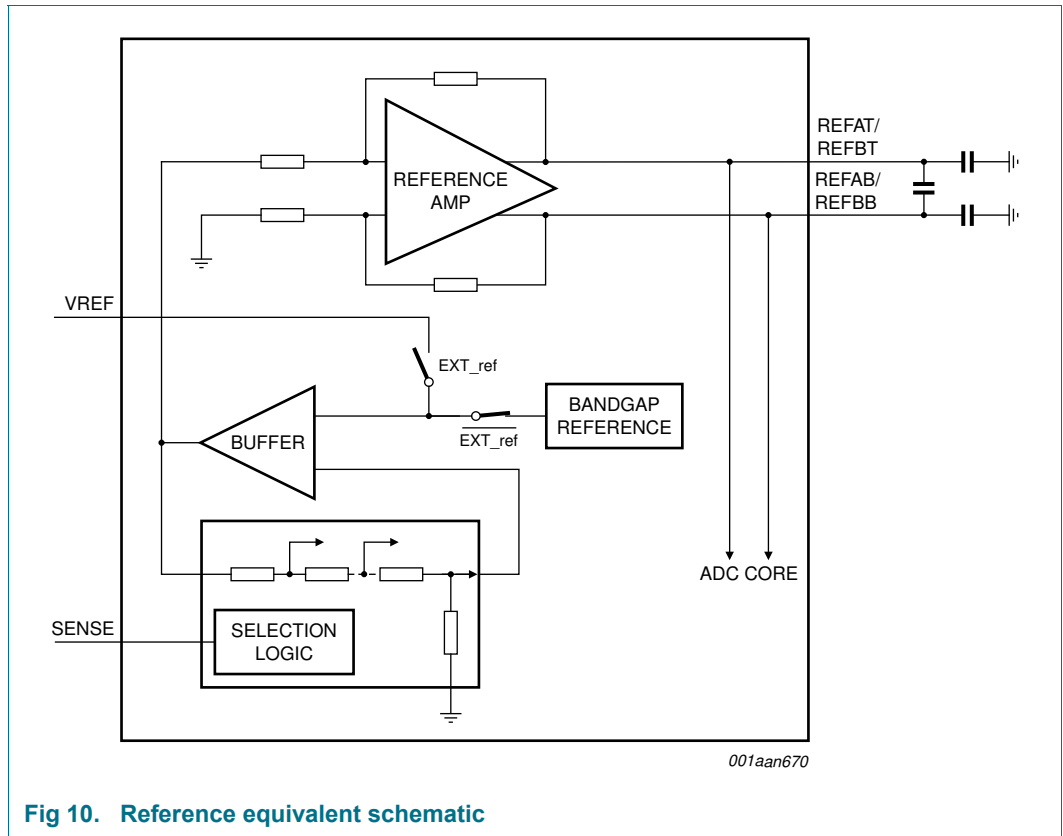 REFAT/
REFBT
REFAB/
REFBB
REFERENCE
AMP
VREF
EXT_ref
BANDGAP
REFERENCE
EXT_ref
BUFFER
ADC CORE
SENSE
SELECTION
LOGIC
001aan670
Fig 10. Reference equivalent schematic